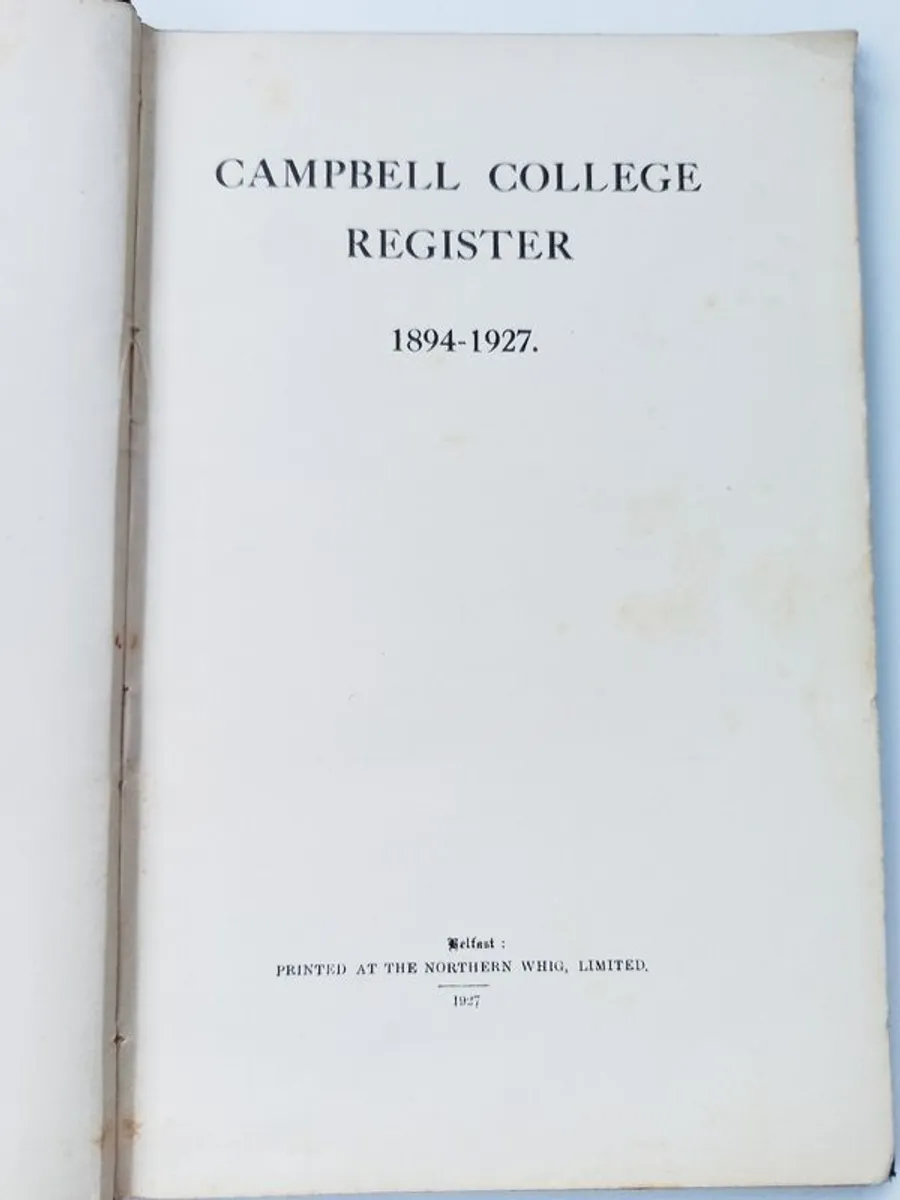 CAMPBELL COLLEGE
REGISTER
1894-1927.
Belfast :
PRINTED AT THE NORTHERN WHIG, LIMITED.
1927